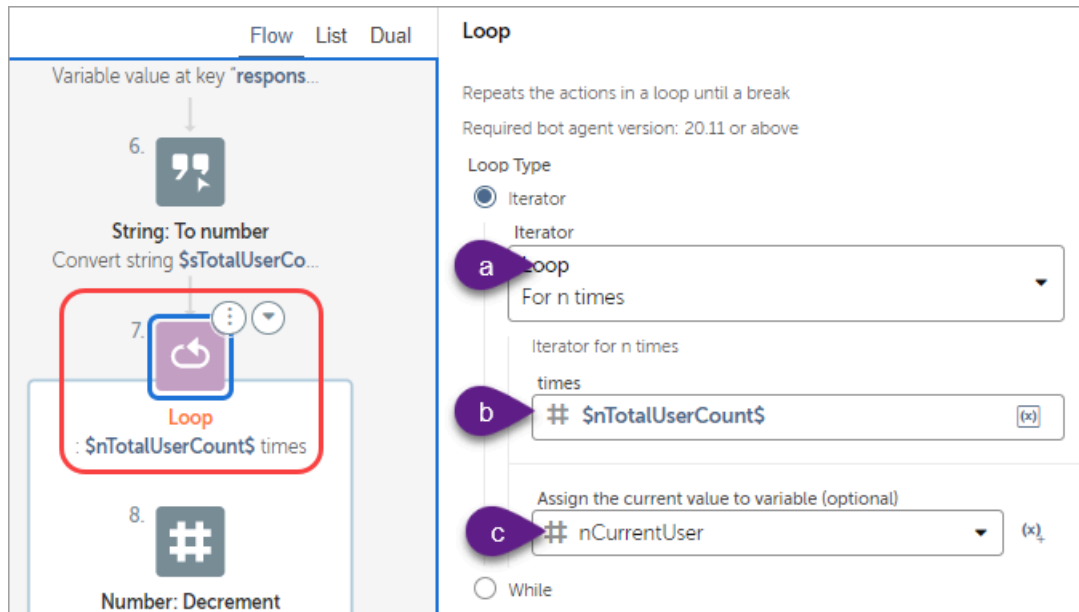 Flow List Dual
Variable value at key "respons...
6.
String: To number
Convert string $sTotalUserCo...
7.
Loop
: $nTotalUserCount$ times
8.
Number: Decrement
Loop
Repeats the actions in a loop until a break
Required bot agent version: 20.11 or above
Loop Type
Iterator
Iterator
a
Loop
For n times
Iterator for n times
times
b
$nTotalUserCount$
(x)
Assign the current value to variable (optional)
c
nCurrentUser
(x)+
While